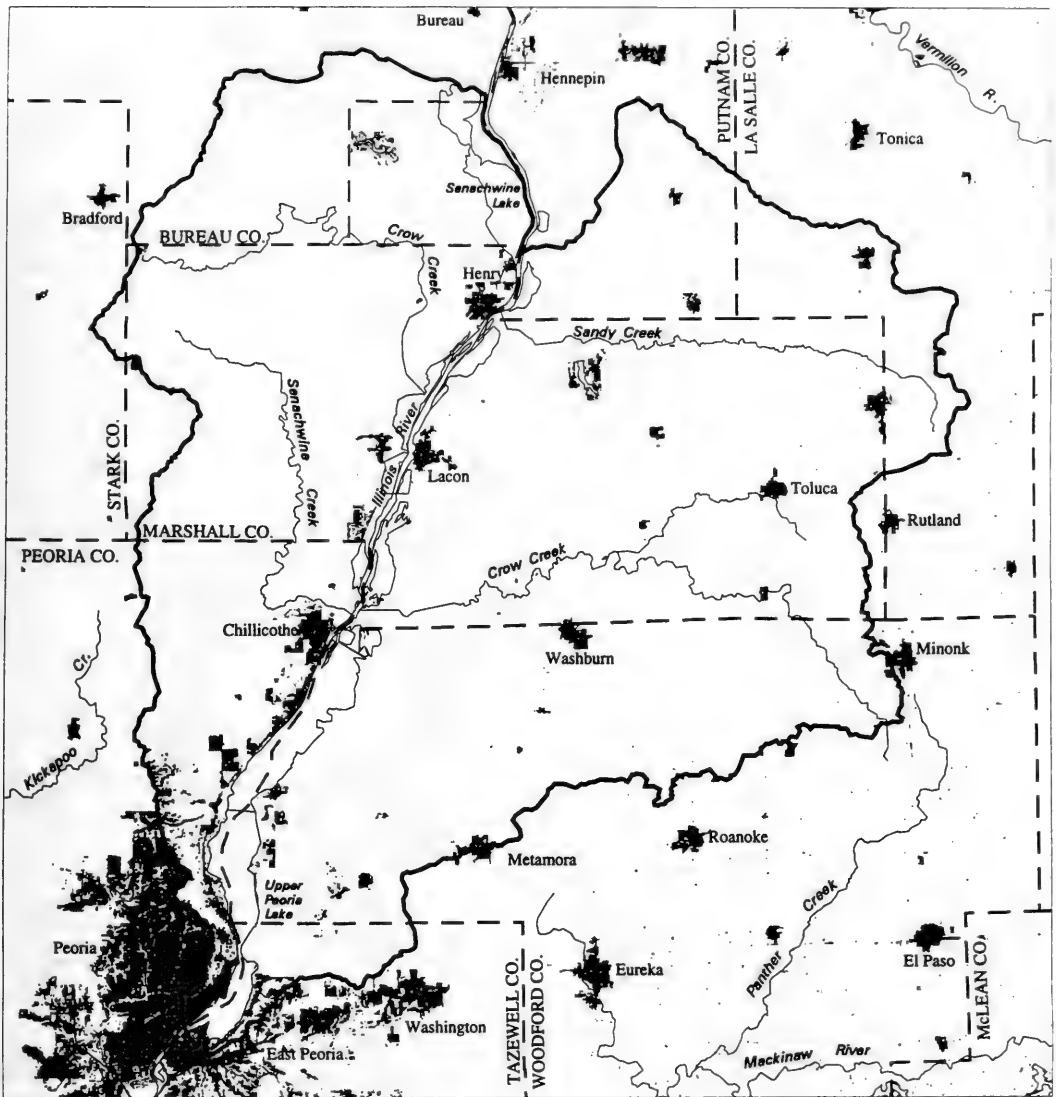 Bureau
Hennepin
Vermilion
R.
PUTNAM CO.
LA SALLE CO.
Tonica
Senachwine
Lake
Bradford
BUREAU CO.
Crow
Creek
Henry
Sandy Creek
Senachwine
Creek
Illinois River
STARK CO.
Lacon
Toluca
Rutland
MARSHALL CO.
PEORIA CO.
Crow Creek
Chillicothe
Washburn
Minonk
Kickapoo Cr.
Metamora
Roanoke
Upper
Peoria
Lake
Panther Creek
Peoria
El Paso
Eureka
TAZEWELL CO.
WOODFORD CO.
McLEAN CO.
Washington
East Peoria
Mackinaw River